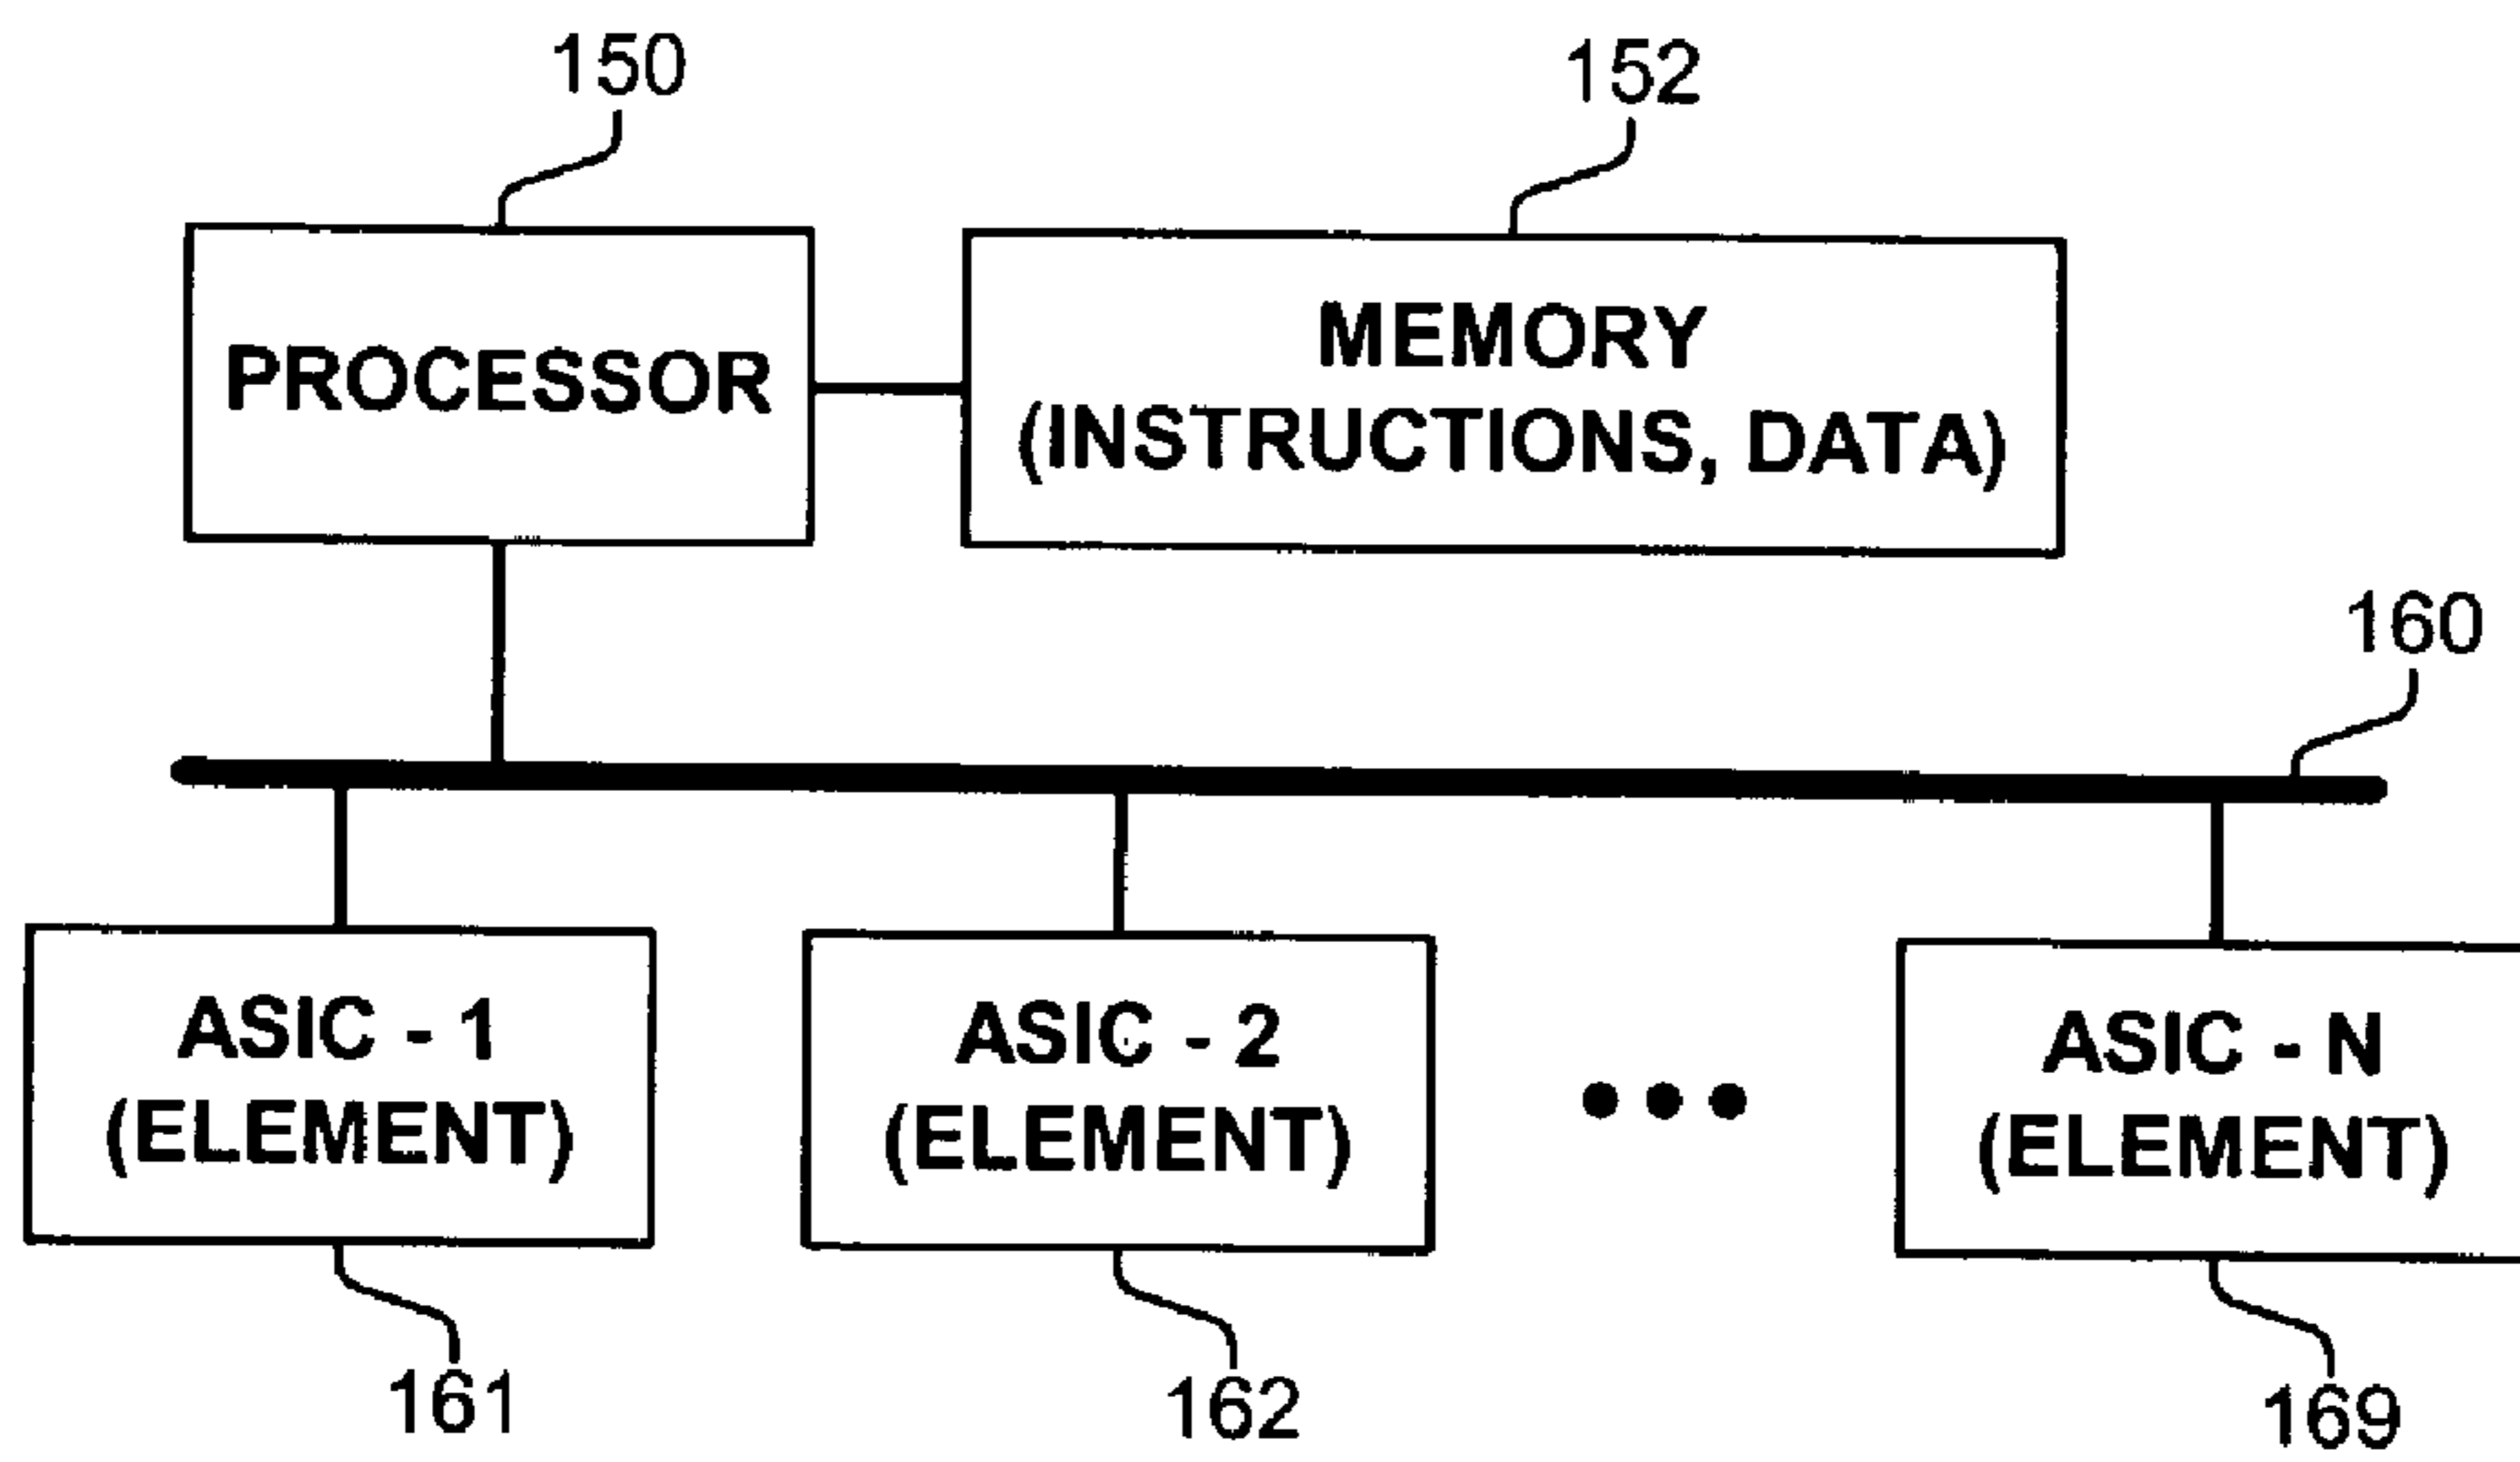 150
152
PROCESSOR
MEMORY
(INSTRUCTIONS, DATA)
160
ASIC - 1
(ELEMENT)
ASIC - 2
(ELEMENT)
ASIC - N
(ELEMENT)
161
162
169